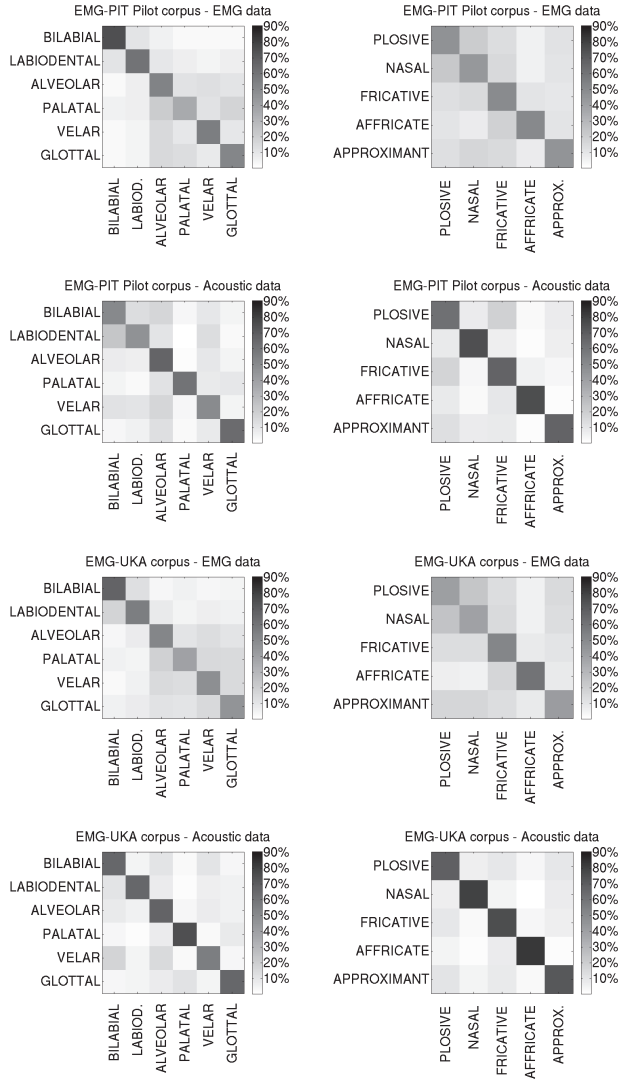 EMG-PIT Pilot corpus - EMG data
BILABIAL
LABIODENTAL
ALVEOLAR
PALATAL
VELAR
GLOTTAL
90%
80%
70%
60%
50%
40%
30%
20%
10%
BILABIAL
LABIOD.
ALVEOLAR
PALATAL
VELAR
GLOTTAL
EMG-PIT Pilot corpus - EMG data
PLOSIVE
NASAL
FRICATIVE
AFFRICATE
APPROXIMANT
90%
80%
70%
60%
50%
40%
30%
20%
10%
PLOSIVE
NASAL
FRICATIVE
AFFRICATE
APPROX.
EMG-PIT Pilot corpus - Acoustic data
BILABIAL
LABIODENTAL
ALVEOLAR
PALATAL
VELAR
GLOTTAL
90%
80%
70%
60%
50%
40%
30%
20%
10%
BILABIAL
LABIOD.
ALVEOLAR
PALATAL
VELAR
GLOTTAL
EMG-PIT Pilot corpus - Acoustic data
PLOSIVE
NASAL
FRICATIVE
AFFRICATE
APPROXIMANT
90%
80%
70%
60%
50%
40%
30%
20%
10%
PLOSIVE
NASAL
FRICATIVE
AFFRICATE
APPROX.
EMG-UKA corpus - EMG data
BILABIAL
LABIODENTAL
ALVEOLAR
PALATAL
VELAR
GLOTTAL
90%
80%
70%
60%
50%
40%
30%
20%
10%
BILABIAL
LABIOD.
ALVEOLAR
PALATAL
VELAR
GLOTTAL
EMG-UKA corpus - EMG data
PLOSIVE
NASAL
FRICATIVE
AFFRICATE
APPROXIMANT
90%
80%
70%
60%
50%
40%
30%
20%
10%
PLOSIVE
NASAL
FRICATIVE
AFFRICATE
APPROX.
EMG-UKA corpus - Acoustic data
BILABIAL
LABIODENTAL
ALVEOLAR
PALATAL
VELAR
GLOTTAL
90%
80%
70%
60%
50%
40%
30%
20%
10%
BILABIAL
LABIOD.
ALVEOLAR
PALATAL
VELAR
GLOTTAL
EMG-UKA corpus - Acoustic data
PLOSIVE
NASAL
FRICATIVE
AFFRICATE
APPROXIMANT
90%
80%
70%
60%
50%
40%
30%
20%
10%
PLOSIVE
NASAL
FRICATIVE
AFFRICATE
APPROX.